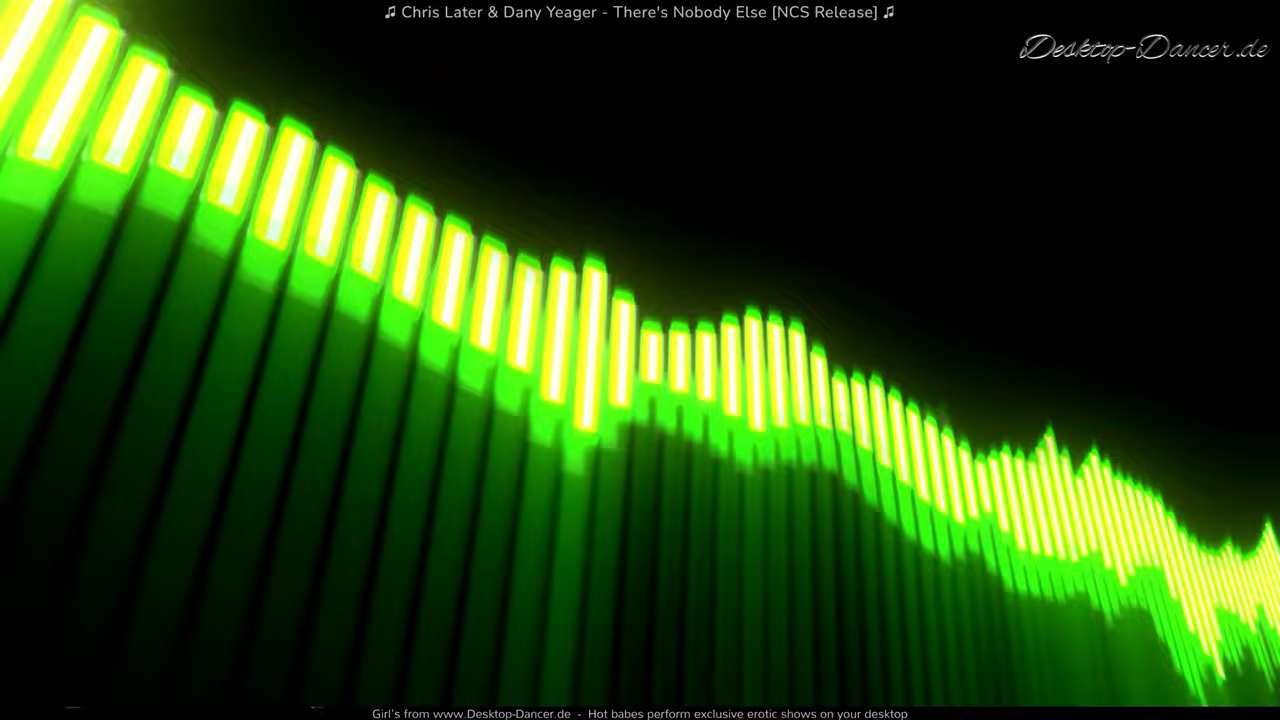 ♫ Chris Later & Dany Yeager - There's Nobody Else [NCS Release] ♫
Desktop-Dancer.de
Girl's from www.Desktop-Dancer.de - Hot babes perform exclusive erotic shows on your desktop